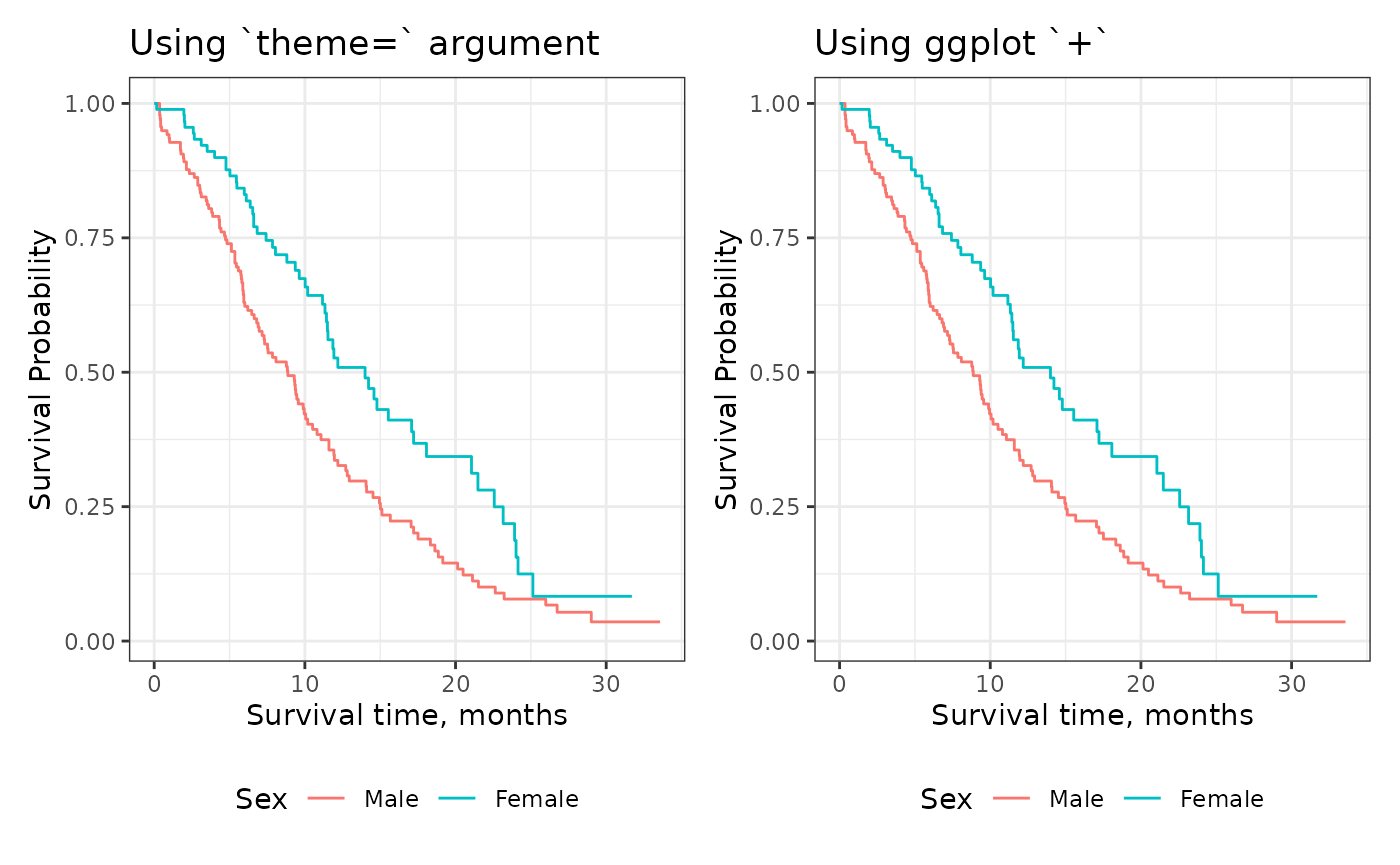 Using `theme=` argument
Survival Probability
1.00
0.75
0.50
0.25
0.00
0 10 20 30
Survival time, months
Sex Male Female
Using ggplot `+`
Survival Probability
1.00
0.75
0.50
0.25
0.00
0 10 20 30
Survival time, months
Sex Male Female